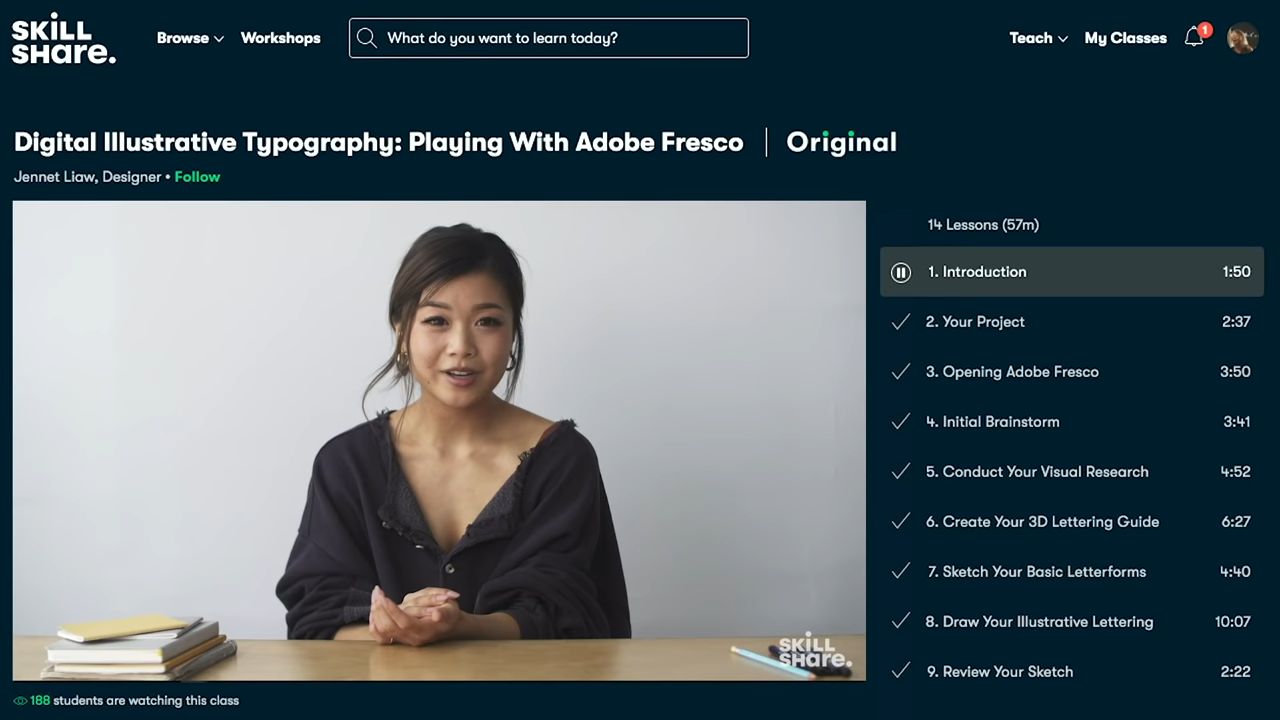 SKILL
SHare.
Browse
Workshops
What do you want to learn today?
Teach
My Classes
1
Digital Illustrative Typography: Playing With Adobe Fresco | Original
Jennet Liaw, Designer • Follow
14 Lessons (57m)
1. Introduction 1:50
2. Your Project 2:37
3. Opening Adobe Fresco 3:50
4. Initial Brainstorm 3:41
5. Conduct Your Visual Research 4:52
6. Create Your 3D Lettering Guide 6:27
7. Sketch Your Basic Letterforms 4:40
8. Draw Your Illustrative Lettering 10:07
9. Review Your Sketch 2:22
SKILL
SHare.
188 students are watching this class